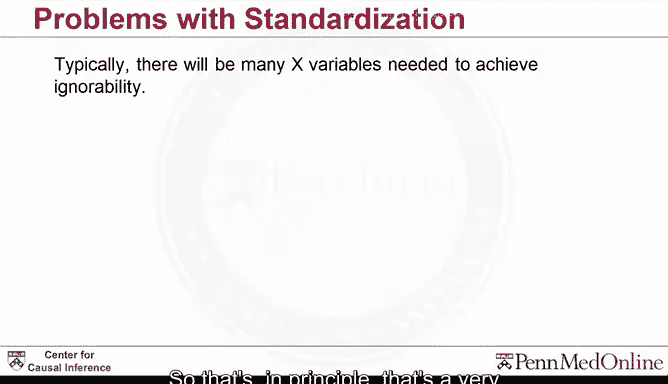 Problems with Standardization
Typically, there will be many X variables needed to achieve
ignorability.
Center for
Causal Inference
PennMedOnline
So that's, in principle, that's a very